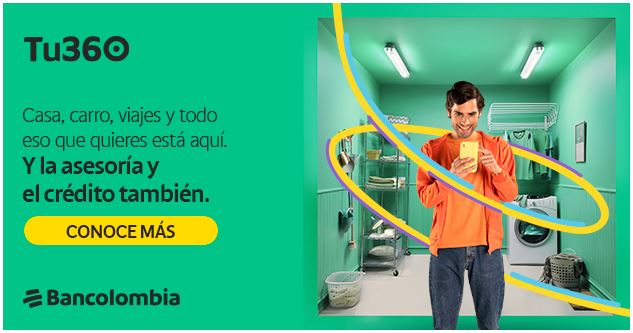 Tu360
Casa, carro, viajes y todo
eso que quieres está aquí.
Y la asesoría y
el crédito también.
CONOCE MÁS
Bancolombia